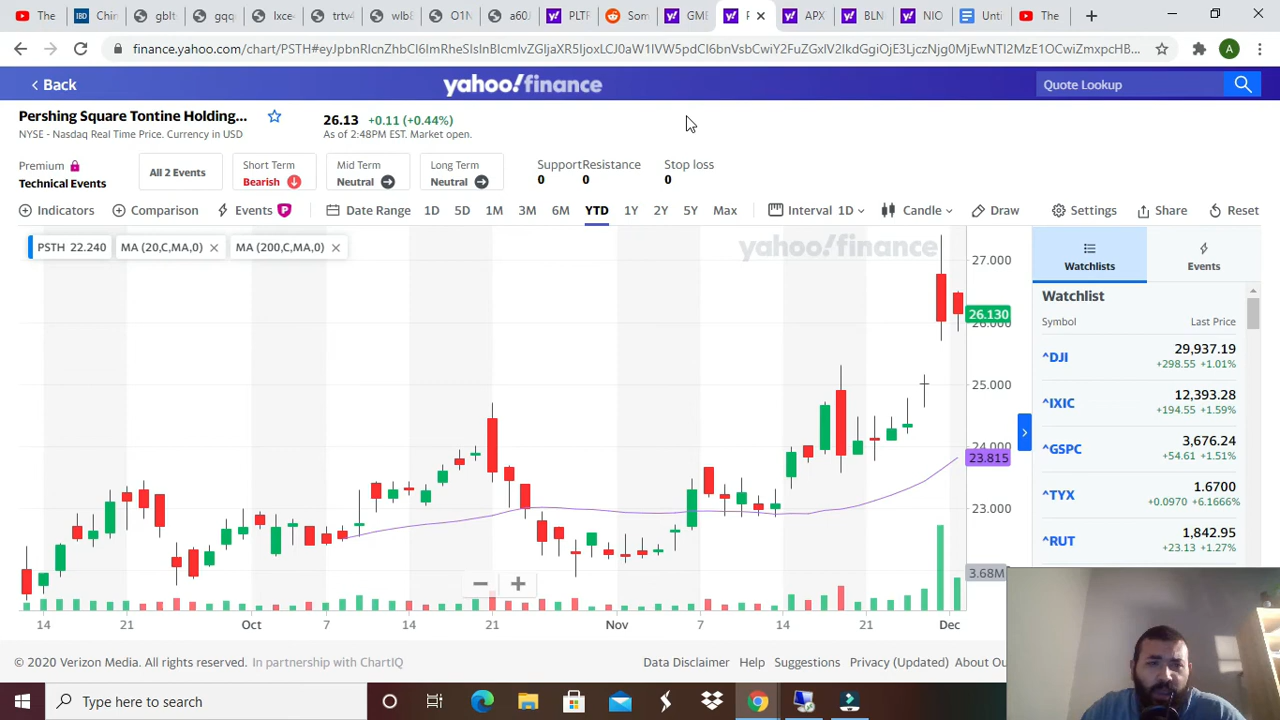 The
IBD
Chin
gblt
gqq
lxce
trtv4
wlb8
O1N
a60.
PLTF
Som
GME
P
APX
BLN
NIO
Unti
The
finance.yahoo.com/chart/PSTH#
Back
yahoo!finance
Quote Lookup
Pershing Square Tontine Holding...
26.13 +0.11 (+0.44%)
NYSE - Nasdaq Real Time Price. Currency in USD
As of 2:48PM EST. Market open.
Premium
Technical Events
All 2 Events
Short Term
Bearish
Mid Term
Neutral
Long Term
Neutral
Support
0
Resistance
0
Stop loss
0
Indicators
Comparison
Events
P
Date Range
1D
5D
1M
3M
6M
YTD
1Y
2Y
5Y
Max
Interval 1D
Candle
Draw
Settings
Share
Reset
PSTH 22.240
MA (20,C,MA,0)
MA (200,C,MA,0)
yahoo!finance
27.000
26.130
26.000
25.000
24.000
23.815
23.000
3.68M
14
21
Oct
7
14
21
Nov
7
14
21
Dec
Watchlists
Events
Watchlist
Symbol
Last Price
^DJI
29,937.19
+298.55 +1.01%
^IXIC
12,393.28
+194.55 +1.59%
^GSPC
3,676.24
+54.61 +1.51%
^TYX
1.6700
+0.0970 +6.1666%
^RUT
1,842.95
+23.13 +1.27%
© 2020 Verizon Media. All rights reserved.
In partnership with ChartIQ
Data Disclaimer
Help
Suggestions
Privacy (Updated)
About Ou
Type here to search
A